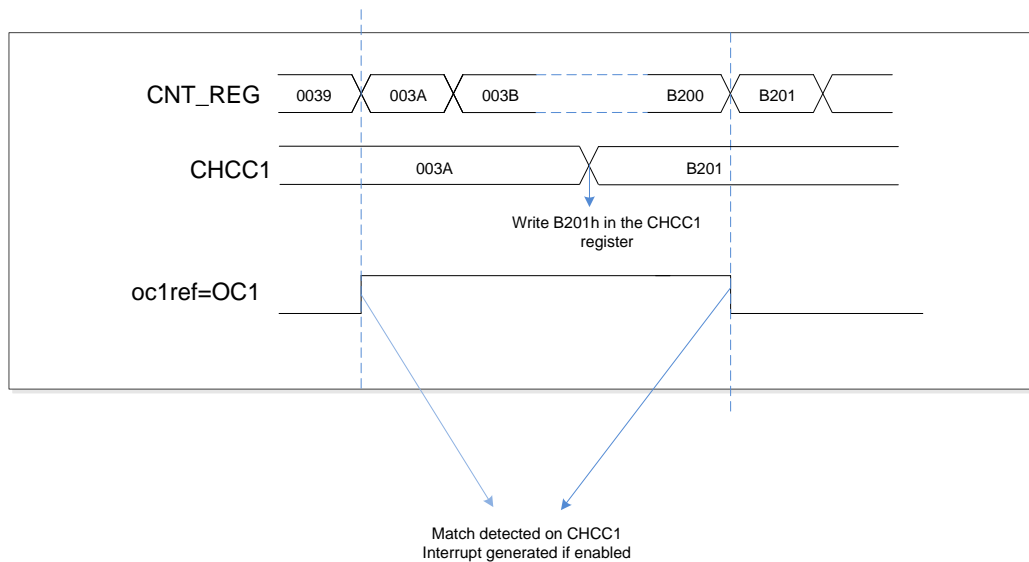 CNT_REG
0039
003A
003B
B200
B201
CHCC1
003A
B201
Write B201h in the CHCC1
register
oc1ref=OC1
Match detected on CHCC1
Interrupt generated if enabled